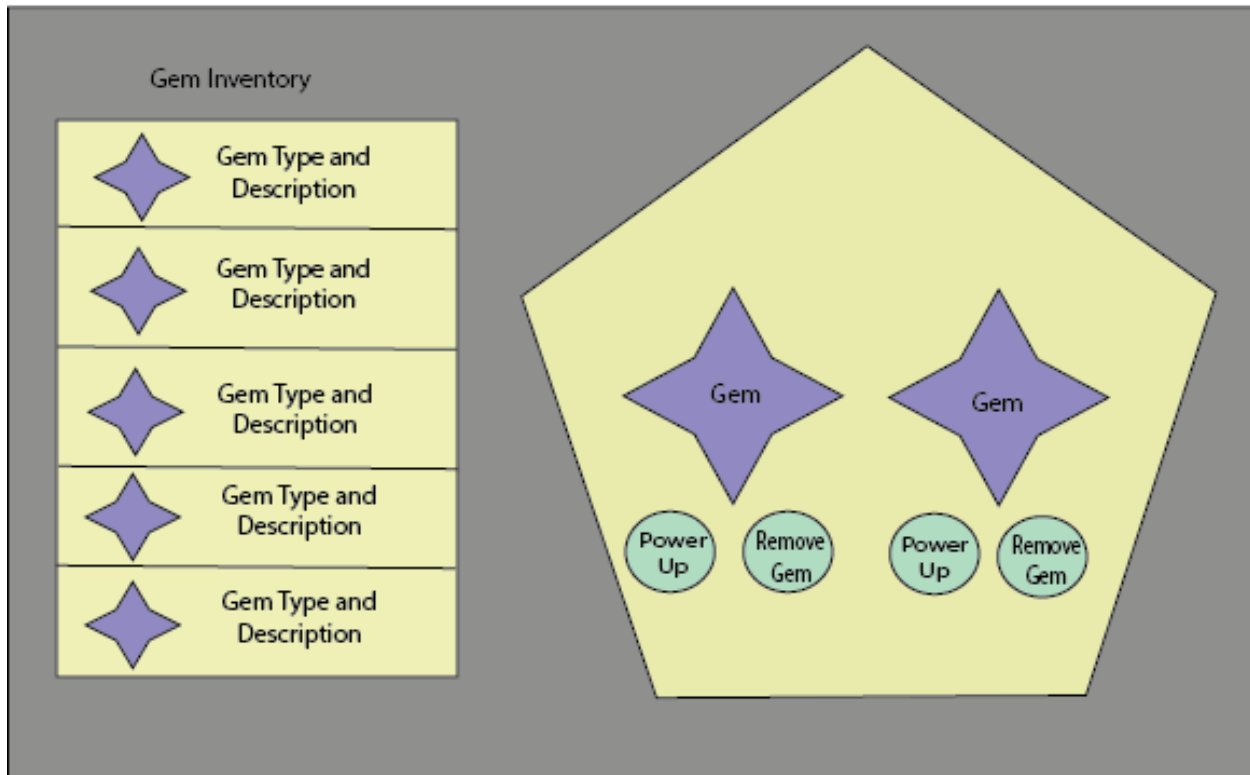 Gem Inventory
Gem Type and
Description
Gem Type and
Description
Gem Type and
Description
Gem Type and
Description
Gem Type and
Description
Gem
Gem
Power
Up
Remove
Gem
Power
Up
Remove
Gem